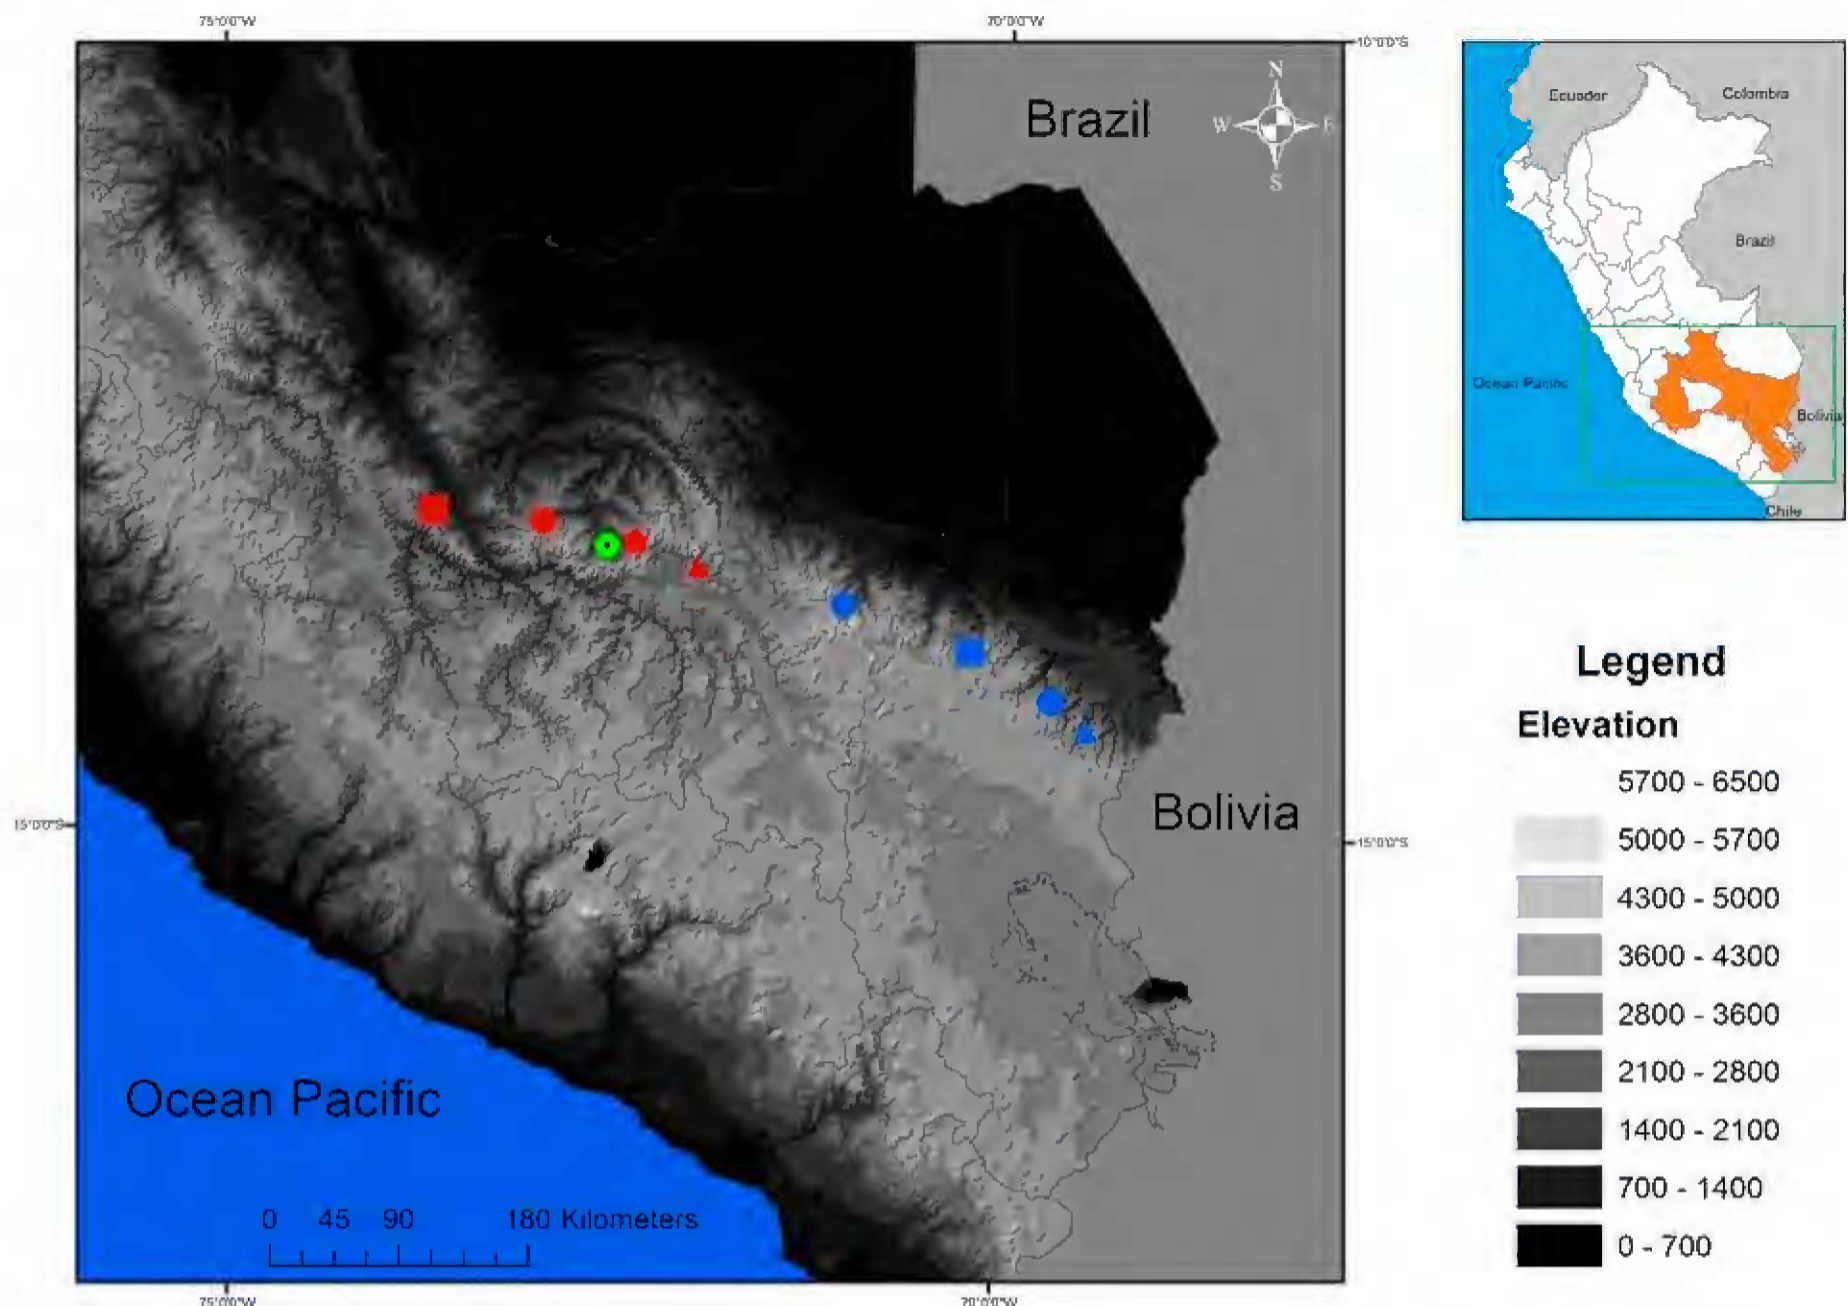 75°0'0"W
70°0'0"W
10°0'0"S
Brazil
N
W
E
S
Ecuador
Colombra
Brazil
Ocean Pacific
Bolivia
Chile
15°0'0"S
15°0'0"S
Bolivia
Ocean Pacific
0 45 90 180 Kilometers
75°0'0"W
70°0'0"W
Legend
Elevation
5700 - 6500
5000 - 5700
4300 - 5000
3600 - 4300
2800 - 3600
2100 - 2800
1400 - 2100
700 - 1400
0 - 700